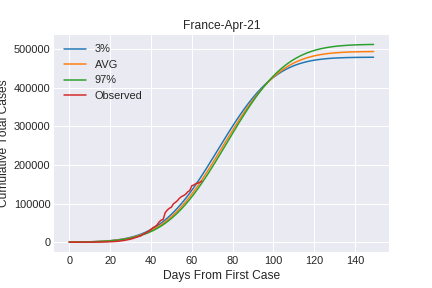 France-Apr-21
Cumulative Total Cases
500000
400000
300000
200000
100000
0
3%
AVG
97%
Observed
0 20 40 60 80 100 120 140
Days From First Case